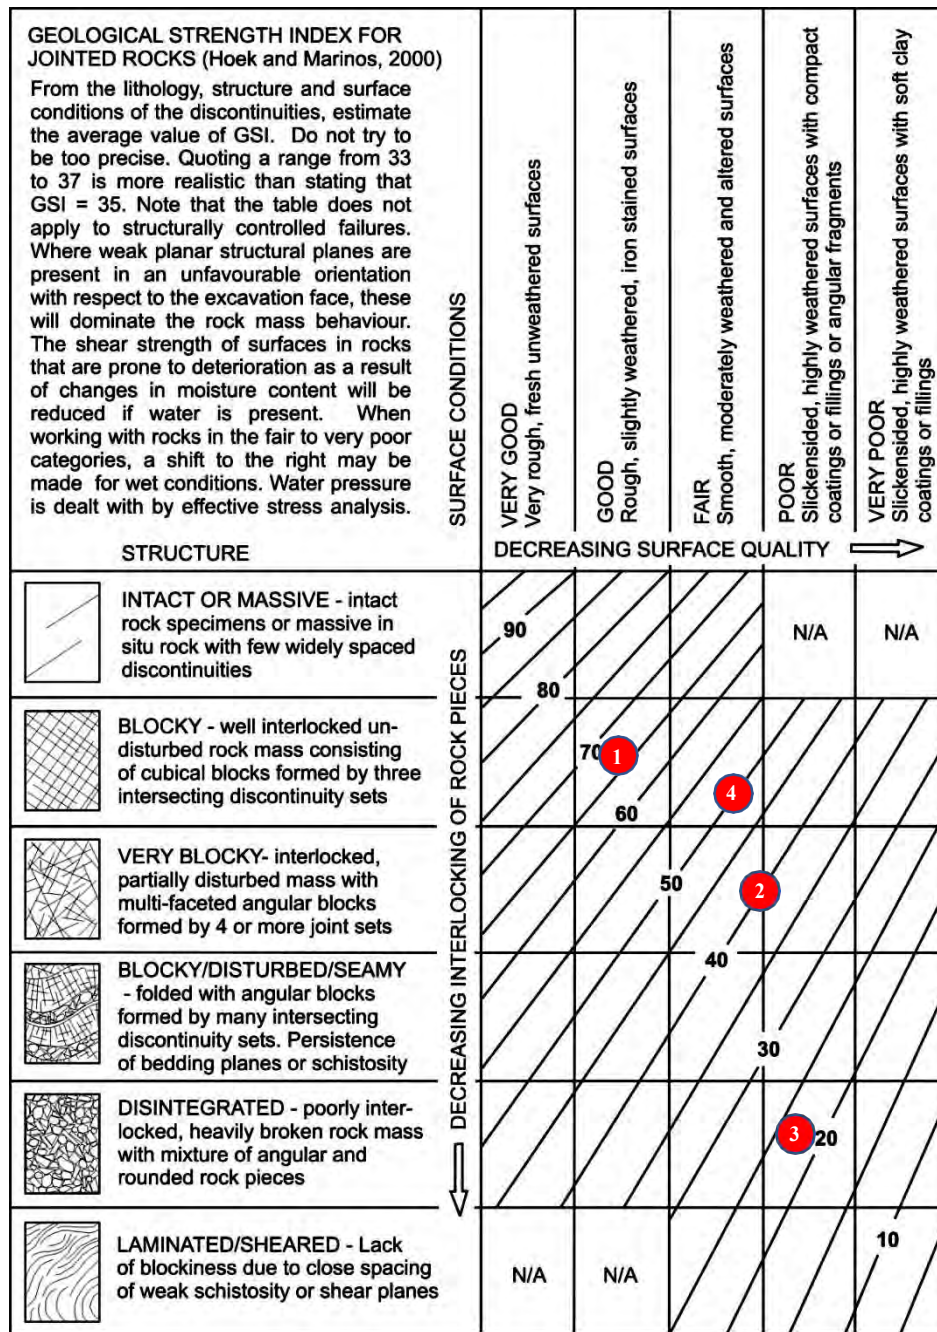 GEOLOGICAL STRENGTH INDEX FOR
JOINTED ROCKS (Hoek and Marinos, 2000)
From the lithology, structure and surface
conditions of the discontinuities, estimate
the average value of GSI. Do not try to
be too precise. Quoting a range from 33
to 37 is more realistic than stating that
GSI = 35. Note that the table does not
apply to structurally controlled failures.
Where weak planar structural planes are
present in an unfavourable orientation
with respect to the excavation face, these
will dominate the rock mass behaviour.
The shear strength of surfaces in rocks
that are prone to deterioration as a result
of changes in moisture content will be
reduced if water is present. When
working with rocks in the fair to very poor
categories, a shift to the right may be
made for wet conditions. Water pressure
is dealt with by effective stress analysis.
STRUCTURE
SURFACE CONDITIONS
VERY GOOD
Very rough, fresh unweathered surfaces
GOOD
Rough, slightly weathered, iron stained surfaces
FAIR
Smooth, moderately weathered and altered surfaces
POOR
Slickensided, highly weathered surfaces with compact
coatings or fillings or angular fragments
VERY POOR
Slickensided, highly weathered surfaces with soft clay
coatings or fillings
DECREASING SURFACE QUALITY
DECREASING INTERLOCKING OF ROCK PIECES
INTACT OR MASSIVE - intact
rock specimens or massive in
situ rock with few widely spaced
discontinuities
90
80
N/A
N/A
BLOCKY - well interlocked un-
disturbed rock mass consisting
of cubical blocks formed by three
intersecting discontinuity sets
70
1
4
60
VERY BLOCKY- interlocked,
partially disturbed mass with
multi-faceted angular blocks
formed by 4 or more joint sets
50
2
BLOCKY/DISTURBED/SEAMY
- folded with angular blocks
formed by many intersecting
discontinuity sets. Persistence
of bedding planes or schistosity
40
30
DISINTEGRATED - poorly inter-
locked, heavily broken rock mass
with mixture of angular and
rounded rock pieces
3
20
LAMINATED/SHEARED - Lack
of blockiness due to close spacing
of weak schistosity or shear planes
N/A
N/A
10